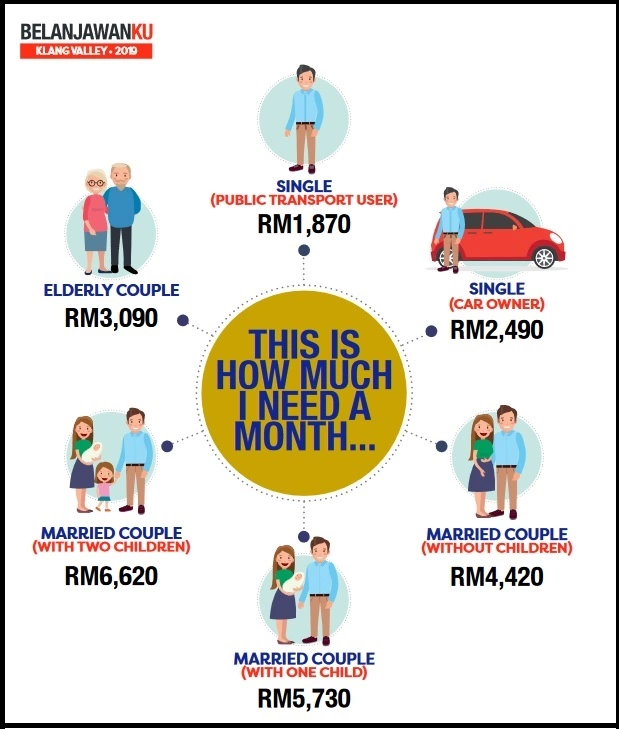 BELANJAWANKU
KLANG VALLEY • 2019
SINGLE
(PUBLIC TRANSPORT USER)
RM1,870
ELDERLY COUPLE
RM3,090
SINGLE
(CAR OWNER)
RM2,490
THIS IS
HOW MUCH
I NEED A
MONTH...
MARRIED COUPLE
(WITH TWO CHILDREN)
RM6,620
MARRIED COUPLE
(WITHOUT CHILDREN)
RM4,420
MARRIED COUPLE
(WITH ONE CHILD)
RM5,730